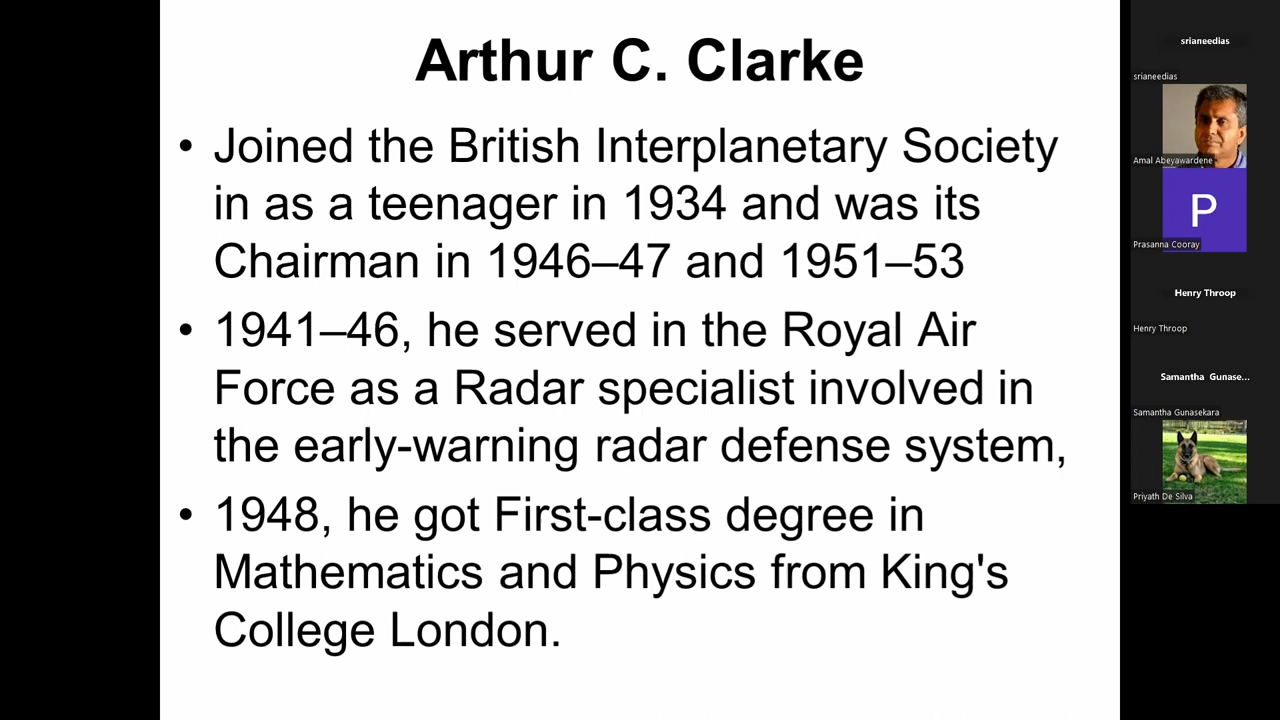 Arthur C. Clarke
• Joined the British Interplanetary Society
in as a teenager in 1934 and was its
Chairman in 1946–47 and 1951–53
• 1941–46, he served in the Royal Air
Force as a Radar specialist involved in
the early-warning radar defense system,
• 1948, he got First-class degree in
Mathematics and Physics from King's
College London.
srianeedias
srianeedias
Amal Abeyawardene
P
Prasanna Cooray
Henry Throop
Henry Throop
Samantha Gunase...
Samantha Gunasekara
Priyath De Silva